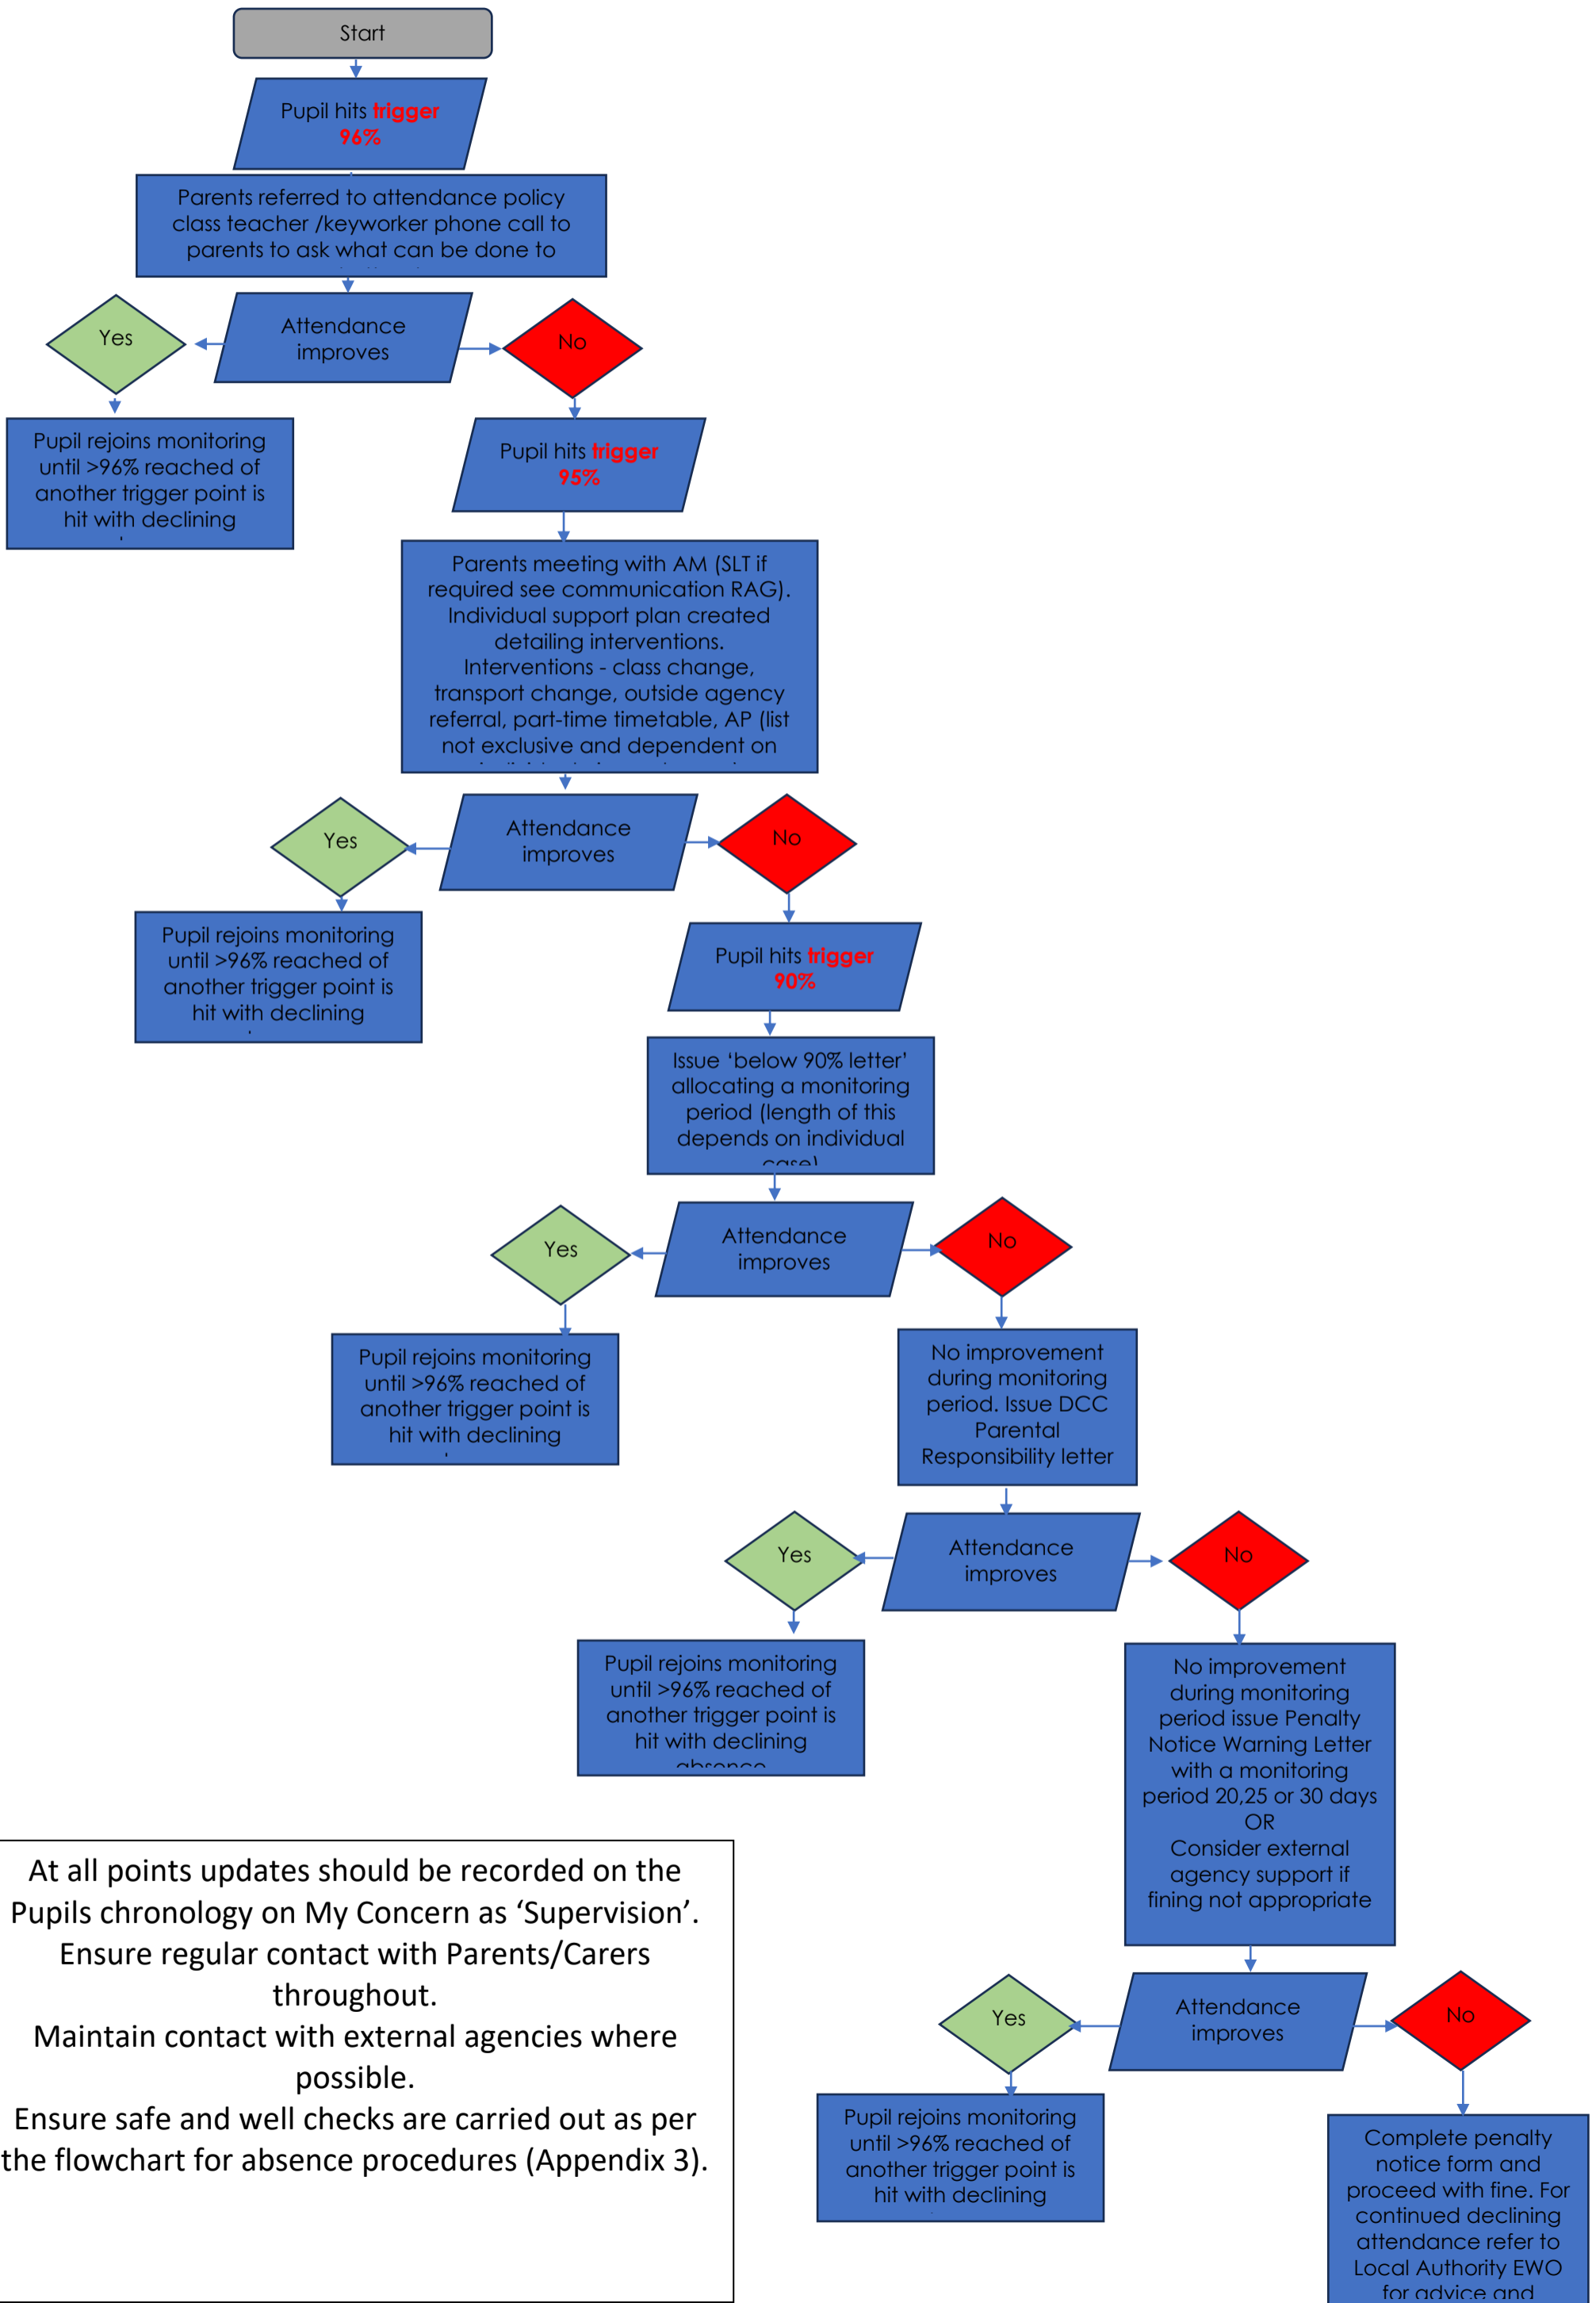 Start
Pupil hits trigger
96%
Parents referred to attendance policy
class teacher /keyworker phone call to
parents to ask what can be done to
Attendance
improves
Yes
No
Pupil rejoins monitoring
until >96% reached of
another trigger point is
hit with declining
Pupil hits trigger
95%
Parents meeting with AM (SLT if
required see communication RAG).
Individual support plan created
detailing interventions.
Interventions - class change,
transport change, outside agency
referral, part-time timetable, AP (list
not exclusive and dependent on
Attendance
improves
Yes
No
Pupil rejoins monitoring
until >96% reached of
another trigger point is
hit with declining
Pupil hits trigger
90%
Issue ‘below 90% letter’
allocating a monitoring
period (length of this
depends on individual
case)
Attendance
improves
Yes
No
Pupil rejoins monitoring
until >96% reached of
another trigger point is
hit with declining
No improvement
during monitoring
period. Issue DCC
Parental
Responsibility letter
Attendance
improves
Yes
No
Pupil rejoins monitoring
until >96% reached of
another trigger point is
hit with declining
absence
No improvement
during monitoring
period issue Penalty
Notice Warning Letter
with a monitoring
period 20,25 or 30 days
OR
Consider external
agency support if
fining not appropriate
Attendance
improves
Yes
No
Pupil rejoins monitoring
until >96% reached of
another trigger point is
hit with declining
Complete penalty
notice form and
proceed with fine. For
continued declining
attendance refer to
Local Authority EWO
for advice and
At all points updates should be recorded on the
Pupils chronology on My Concern as ‘Supervision’.
Ensure regular contact with Parents/Carers
throughout.
Maintain contact with external agencies where
possible.
Ensure safe and well checks are carried out as per
the flowchart for absence procedures (Appendix 3).